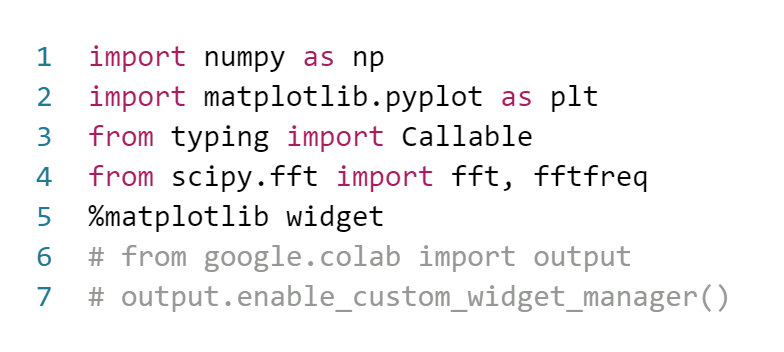 1 import numpy as np
2 import matplotlib.pyplot as plt
3 from typing import Callable
4 from scipy.fft import fft, fftfreq
5 %matplotlib widget
6 # from google.colab import output
7 # output.enable_custom_widget_manager()